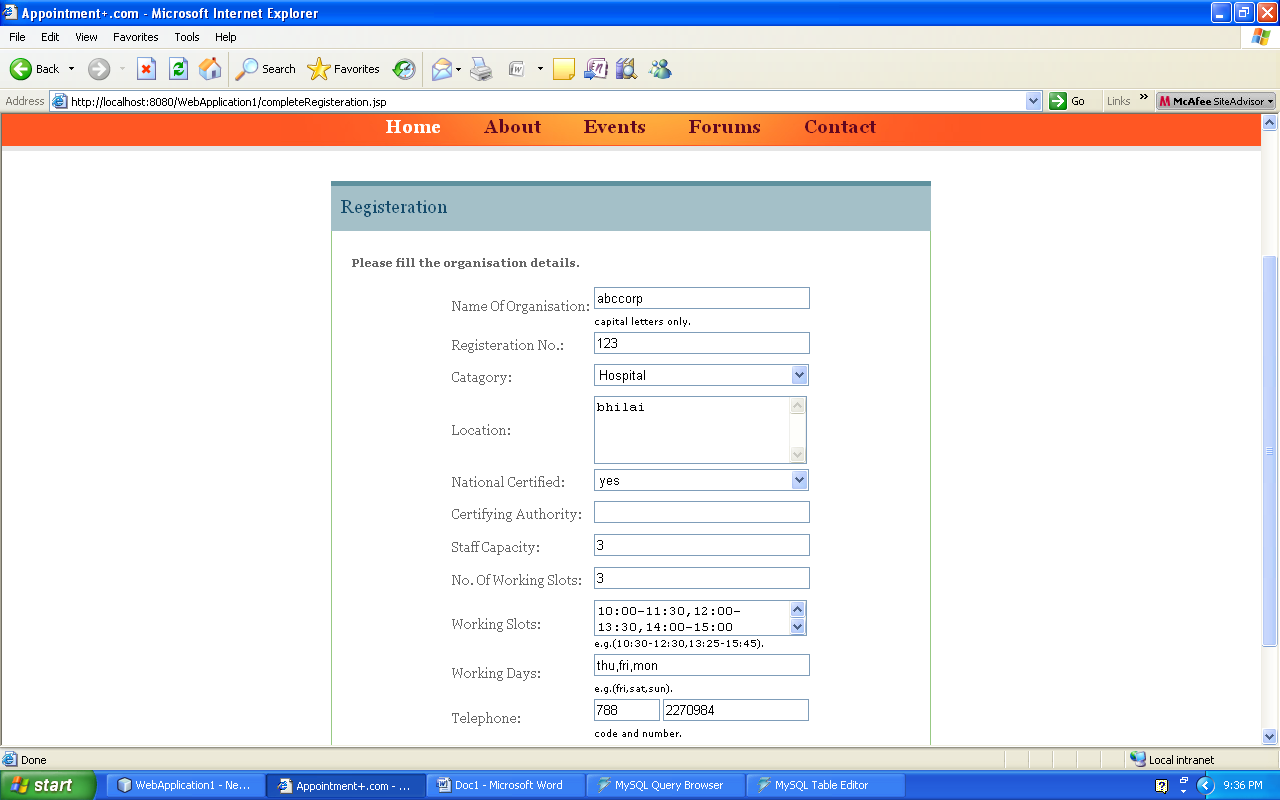 Appointment+.com - Microsoft Internet Explorer
File Edit View Favorites Tools Help
Back Search Favorites
Address http://localhost:8080/WebApplication1/completeRegisteration.jsp Go Links » McAfee SiteAdvisor
Home About Events Forums Contact
Registeration
Please fill the organisation details.
Name Of Organisation: abccorp
capital letters only.
Registeration No.: 123
Catagory: Hospital
Location: bhilai
National Certified: yes
Certifying Authority:
Staff Capacity: 3
No. Of Working Slots: 3
Working Slots: 10:00-11:30,12:00-
13:30,14:00-15:00
e.g.(10:30-12:30,13:25-15:45).
Working Days: thu,fri,mon
e.g.(fri,sat,sun).
Telephone: 788 2270984
code and number.
Done Local intranet
start WebApplication1 - Ne... Appointment+.com - ... Doc1 - Microsoft Word MySQL Query Browser MySQL Table Editor 9:36 PM